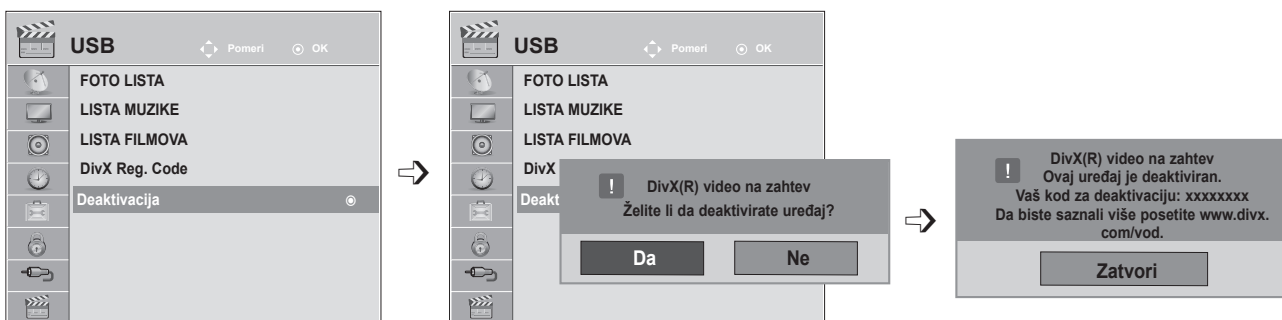 USB
Pomeri
OK
FOTO LISTA
LISTA MUZIKE
LISTA FILMOVA
DivX Reg. Code
Deaktivacija
USB
Pomeri
OK
FOTO LISTA
LISTA MUZIKE
LISTA FILMOVA
DivX
Deakt
! DivX(R) video na zahtev
Želite li da deaktivirate uređaj?
Da
Ne
! DivX(R) video na zahtev
Ovaj uređaj je deaktiviran.
Vaš kod za deaktivaciju: xxxxxxxx
Da biste saznali više posetite www.divx.
com/vod.
Zatvori